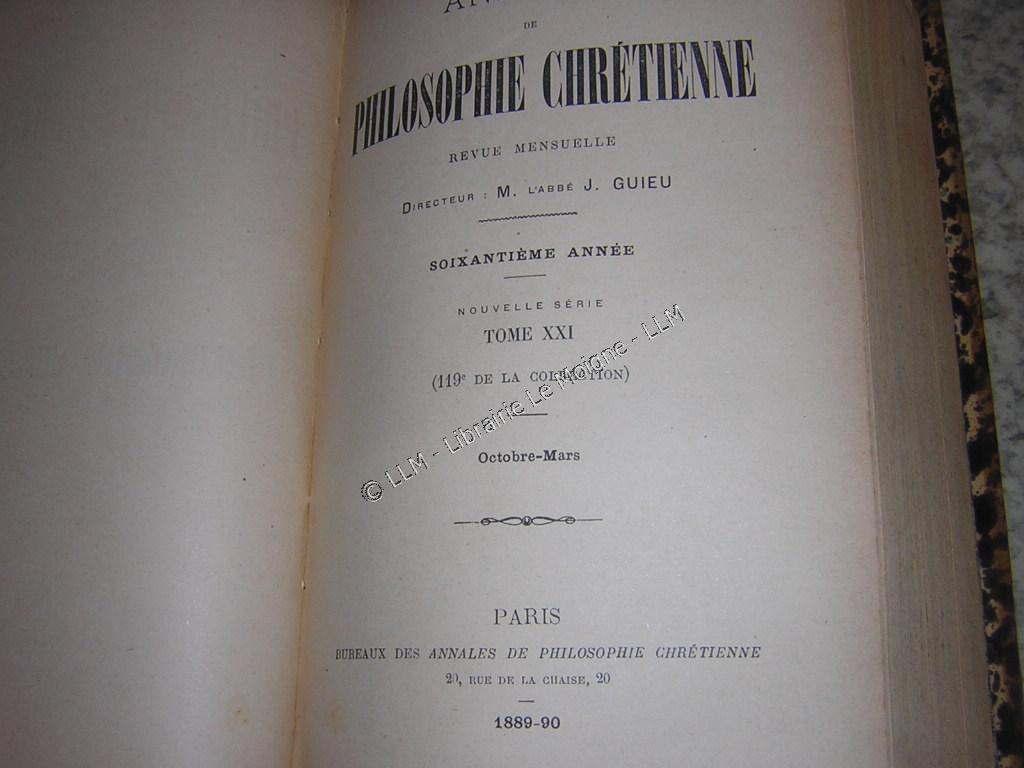 DE
PHILOSOPHIE CHRÉTIENNE
REVUE MENSUELLE
DIRECTEUR : M. L'ABBÉ J. GUIEU
SOIXANTIÈME ANNÉE
NOUVELLE SÉRIE
TOME XXI
(119e DE LA COLLECTION)
Octobre-Mars
© LLM - Librairie Le Moigne - LLM
PARIS
BUREAUX DES ANNALES DE PHILOSOPHIE CHRÉTIENNE
20, RUE DE LA CHAISE, 20
1889-90